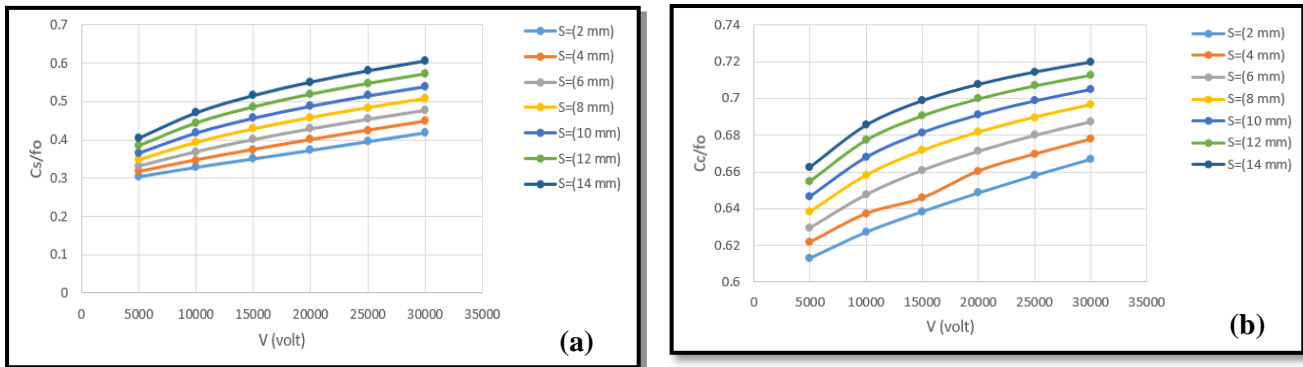 0.7
0.6
0.5
0.4
0.3
0.2
0.1
0
Cs/fo
0 5000 10000 15000 20000 25000 30000 35000
V (volt)
S=(2 mm)
S=(4 mm)
S=(6 mm)
S=(8 mm)
S=(10 mm)
S=(12 mm)
S=(14 mm)
(a)
0.74
0.72
0.7
0.68
0.66
0.64
0.62
0.6
Cc/fo
0 5000 10000 15000 20000 25000 30000 35000
V (volt)
S=(2 mm)
S=(4 mm)
S=(6 mm)
S=(8 mm)
S=(10 mm)
S=(12 mm)
S=(14 mm)
(b)